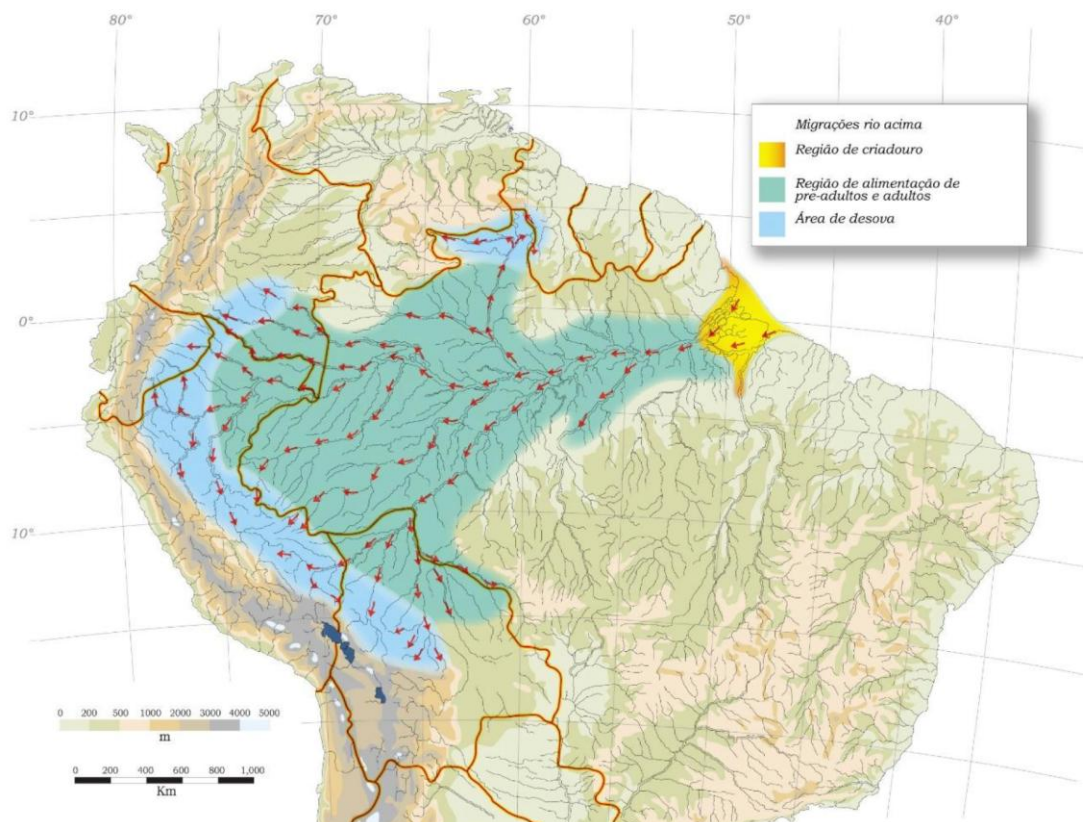 80°
70°
60°
50°
40°
10°
0°
10°
Migrações rio acima
Região de criadouro
Região de alimentação de
pre-adultos e adultos
Área de desova
0 200 500 1000 2000 3000 4000 5000
m
0 200 400 600 800 1,000
Km